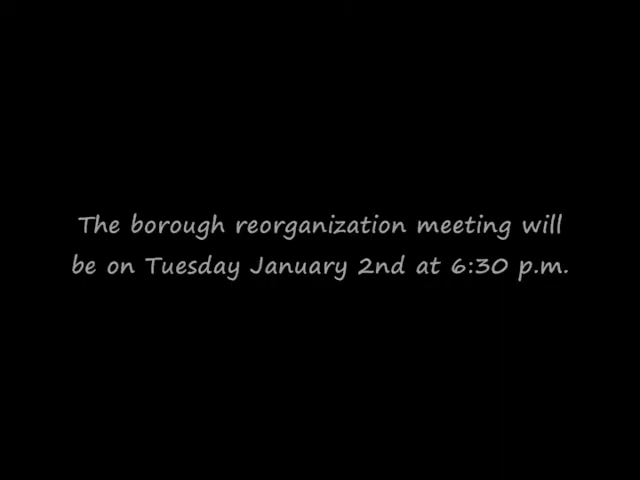 The borough reorganization meeting will
be on Tuesday January 2nd at 6:30 p.m.